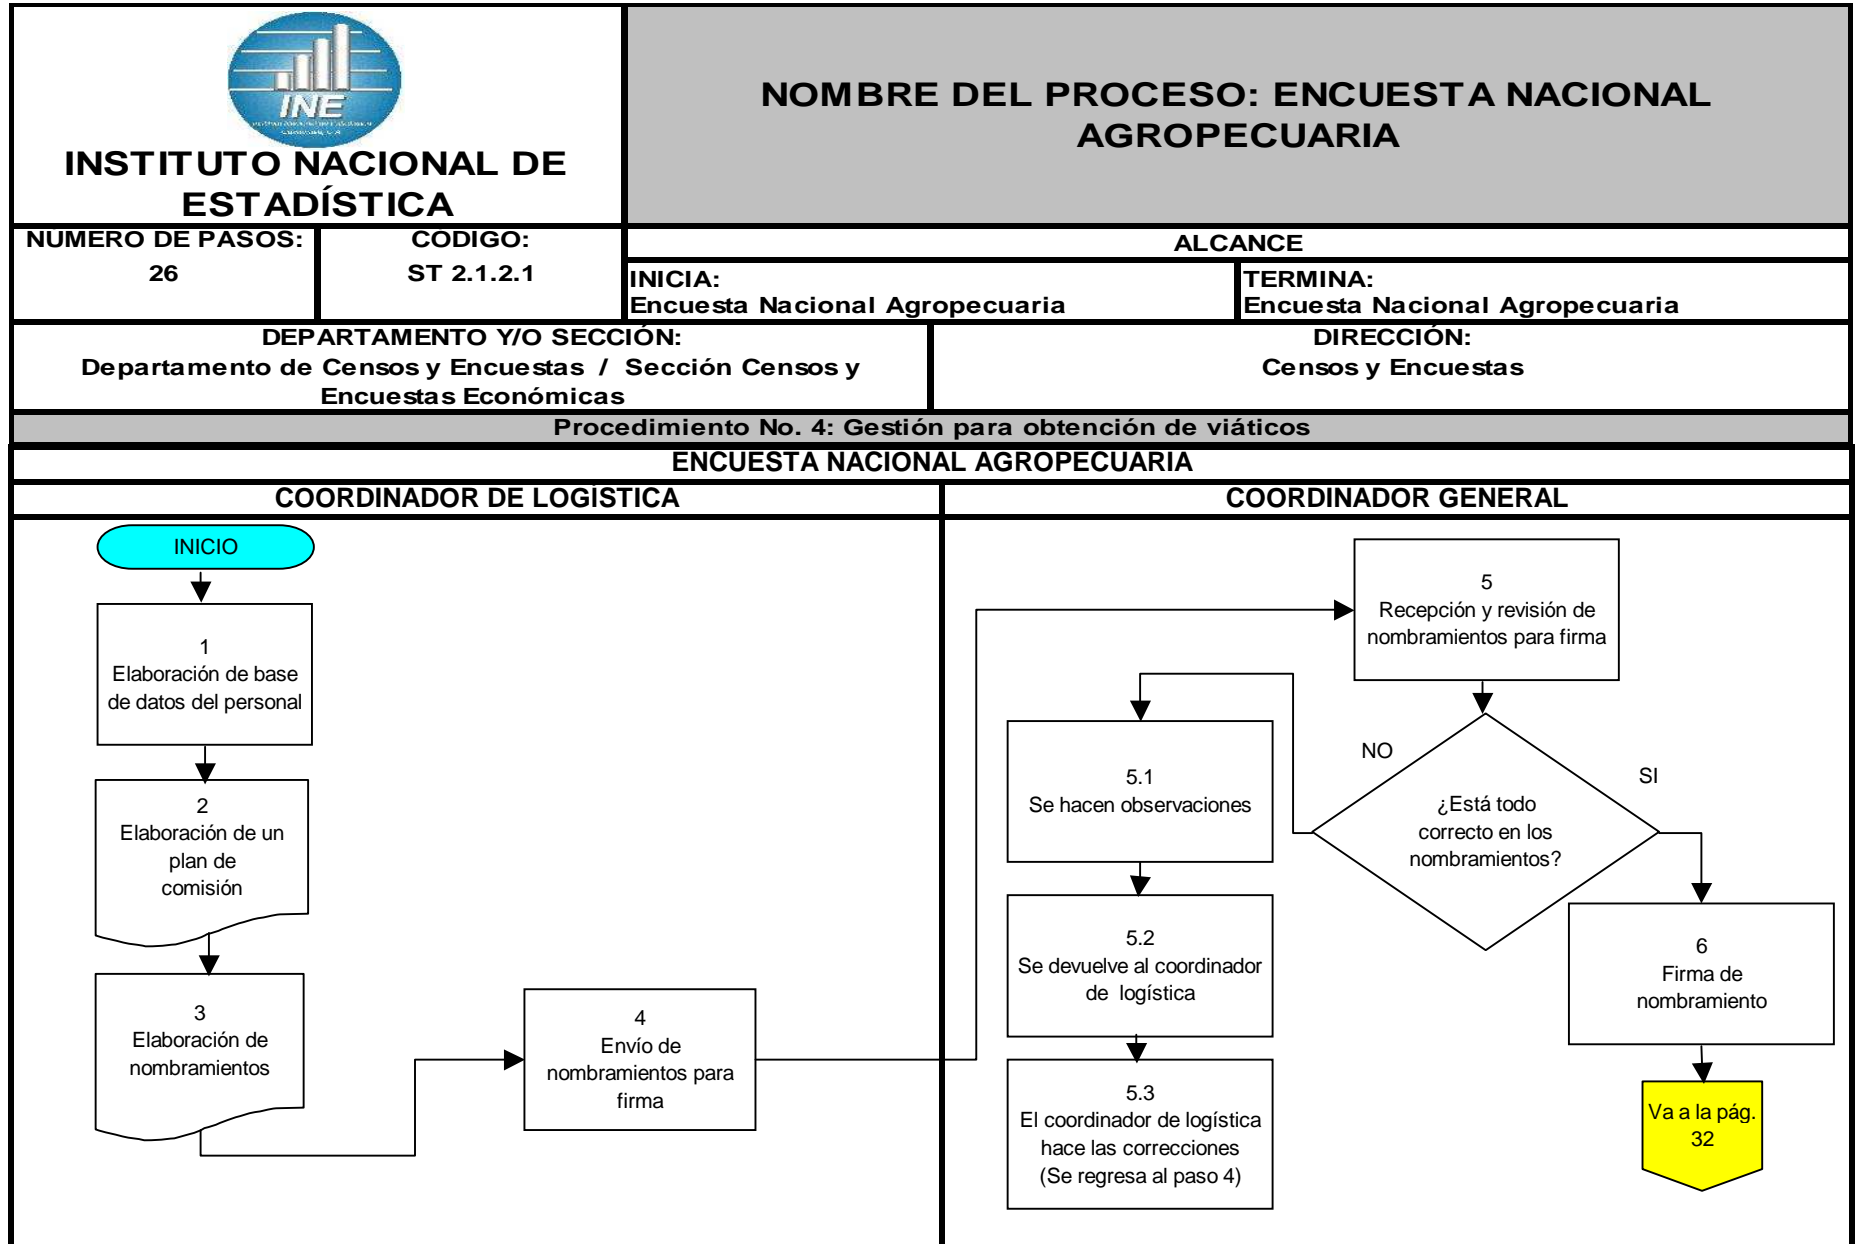 INE
INSTITUTO NACIONAL DE
ESTADÍSTICA
NOMBRE DEL PROCESO: ENCUESTA NACIONAL
AGROPECUARIA
NUMERO DE PASOS:
26
CODIGO:
ST 2.1.2.1
ALCANCE
INICIA:
Encuesta Nacional Agropecuaria
TERMINA:
Encuesta Nacional Agropecuaria
DEPARTAMENTO Y/O SECCIÓN:
Departamento de Censos y Encuestas / Sección Censos y
Encuestas Económicas
DIRECCIÓN:
Censos y Encuestas
Procedimiento No. 4: Gestión para obtención de viáticos
ENCUESTA NACIONAL AGROPECUARIA
COORDINADOR DE LOGÍSTICA
COORDINADOR GENERAL
INICIO
1
Elaboración de base
de datos del personal
2
Elaboración de un
plan de
comisión
3
Elaboración de
nombramientos
4
Envío de
nombramientos para
firma
5
Recepción y revisión de
nombramientos para firma
¿Está todo
correcto en los
nombramientos?
NO
SI
5.1
Se hacen observaciones
5.2
Se devuelve al coordinador
de logística
5.3
El coordinador de logística
hace las correcciones
(Se regresa al paso 4)
6
Firma de
nombramiento
Va a la pág.
32